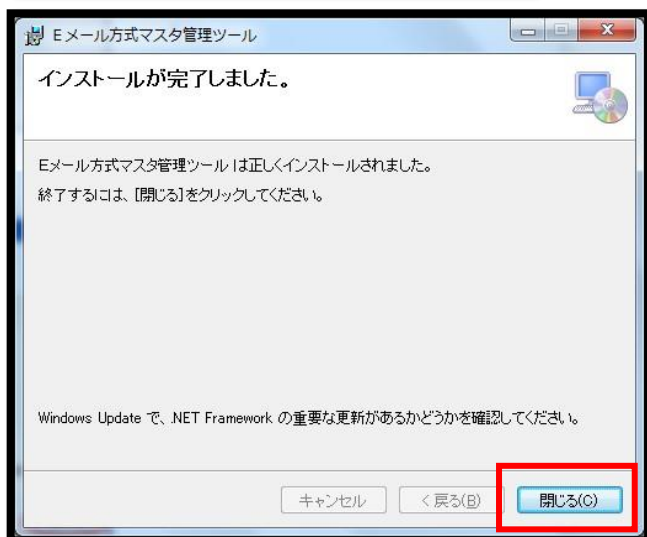 Eメール方式マスタ管理ツール
インストールが完了しました。
Eメール方式マスタ管理ツール は正しくインストールされました。
終了するには、[閉じる]をクリックしてください。
Windows Update で、.NET Framework の重要な更新があるかどうかを確認してください。
キャンセル
< 戻る(B)
閉じる(C)